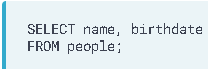 SELECT name, birthdate
FROM people;